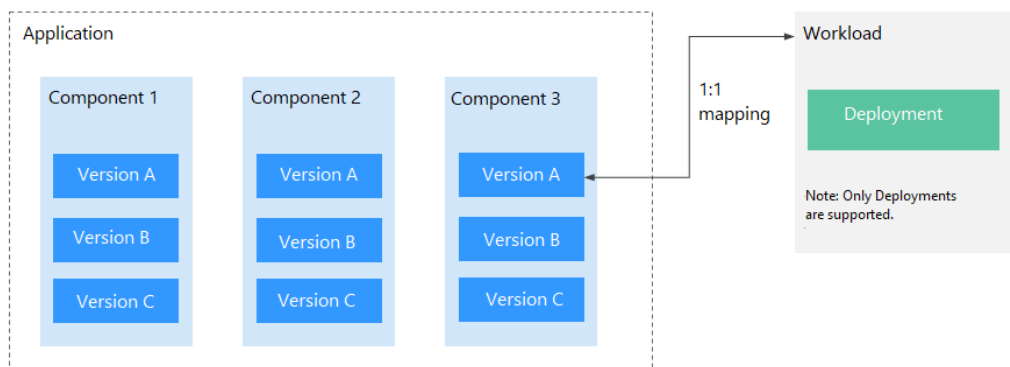 Application
Component 1
Version A
Version B
Version C
Component 2
Version A
Version B
Version C
Component 3
Version A
Version B
Version C
1:1
mapping
Workload
Deployment
Note: Only Deployments
are supported.